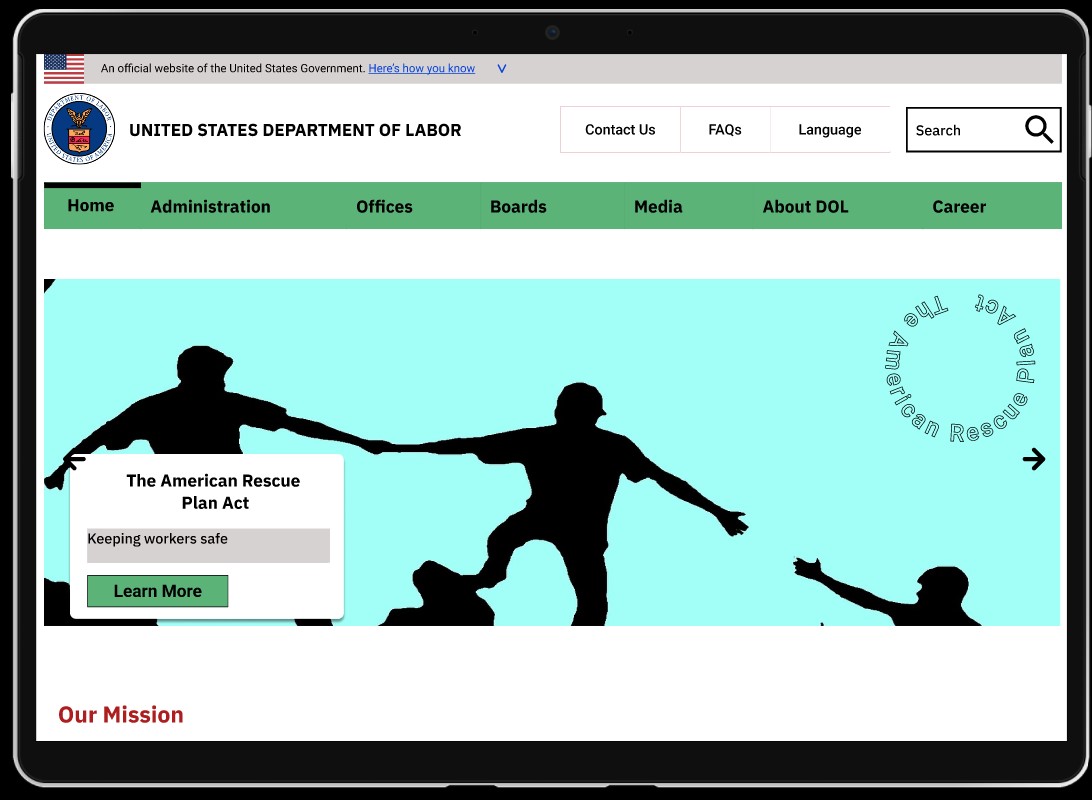 An official website of the United States Government. Here's how you know
DEPARTMENT OF LABOR
UNITED STATES OF AMERICA
UNITED STATES DEPARTMENT OF LABOR
Contact Us
FAQs
Language
Search
Home
Administration
Offices
Boards
Media
About DOL
Career
The American Rescue Plan Act
The American Rescue
Plan Act
Keeping workers safe
Learn More
Our Mission